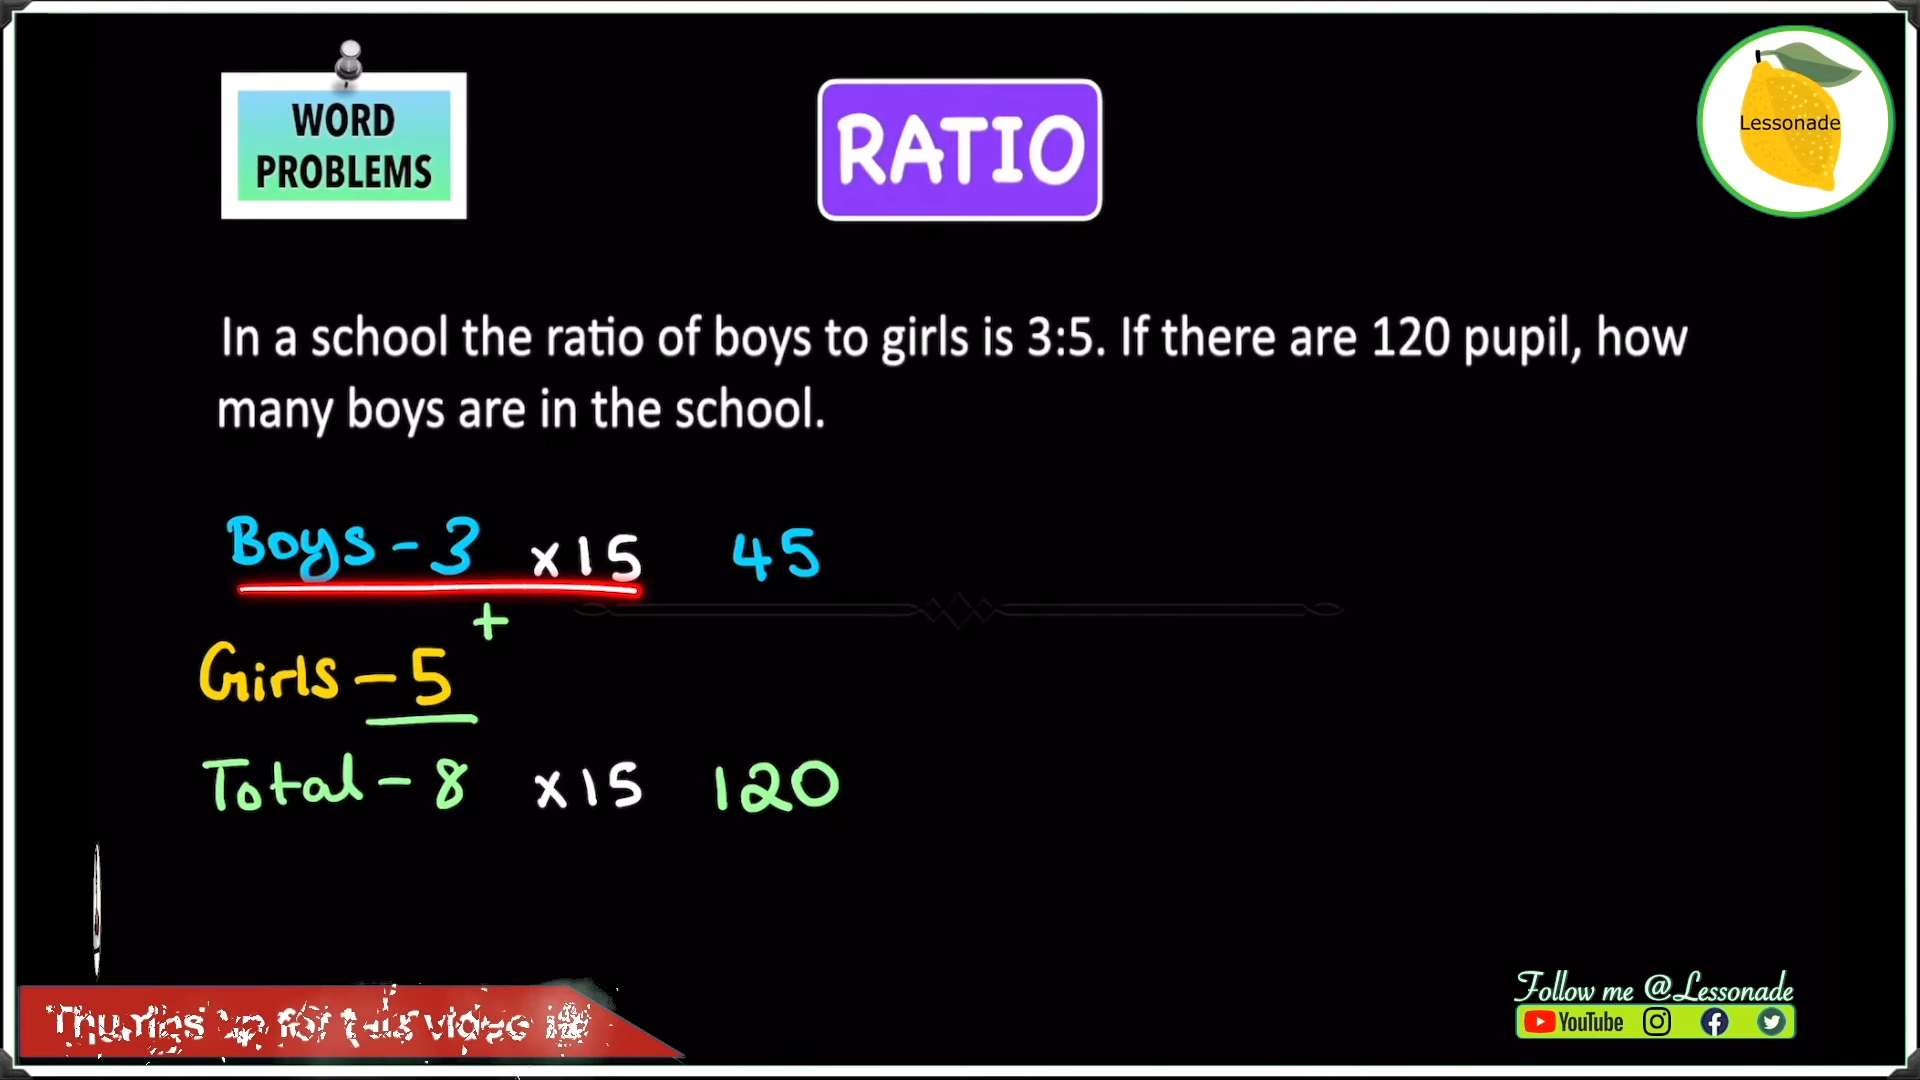 WORD
PROBLEMS
RATIO
Lessonade
In a school the ratio of boys to girls is 3:5. If there are 120 pupil, how
many boys are in the school.
Boys - 3 x15 45
+
Girls - 5
Total - 8 x15 120
for video
Follow me @Lessonade
YouTube